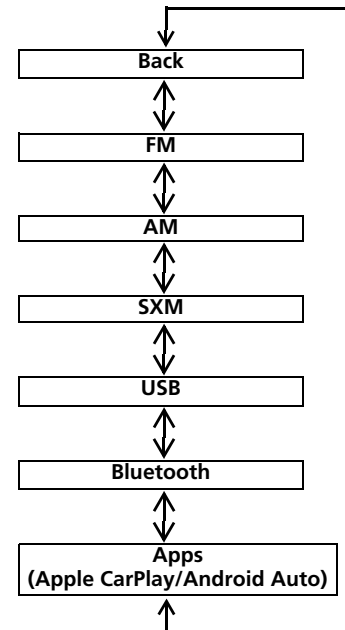 Back
FM
AM
SXM
USB
Bluetooth
Apps
(Apple CarPlay/Android Auto)